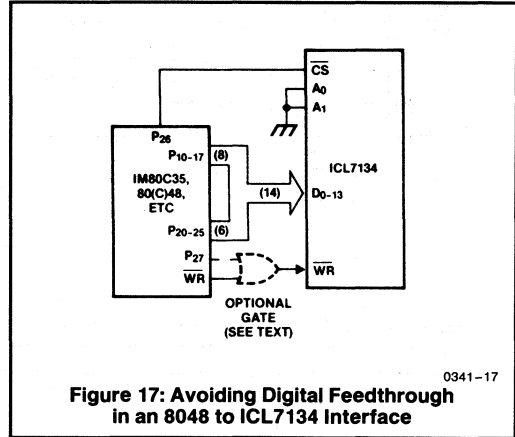 CS
A0
A1
P26
P10-17
(8)
IM80C35,
80(C)48,
ETC
ICL7134
(14)
D0-13
P20-25
(6)
P27
WR
WR
OPTIONAL
GATE
(SEE TEXT)
0341-17
Figure 17: Avoiding Digital Feedthrough
in an 8048 to ICL7134 Interface